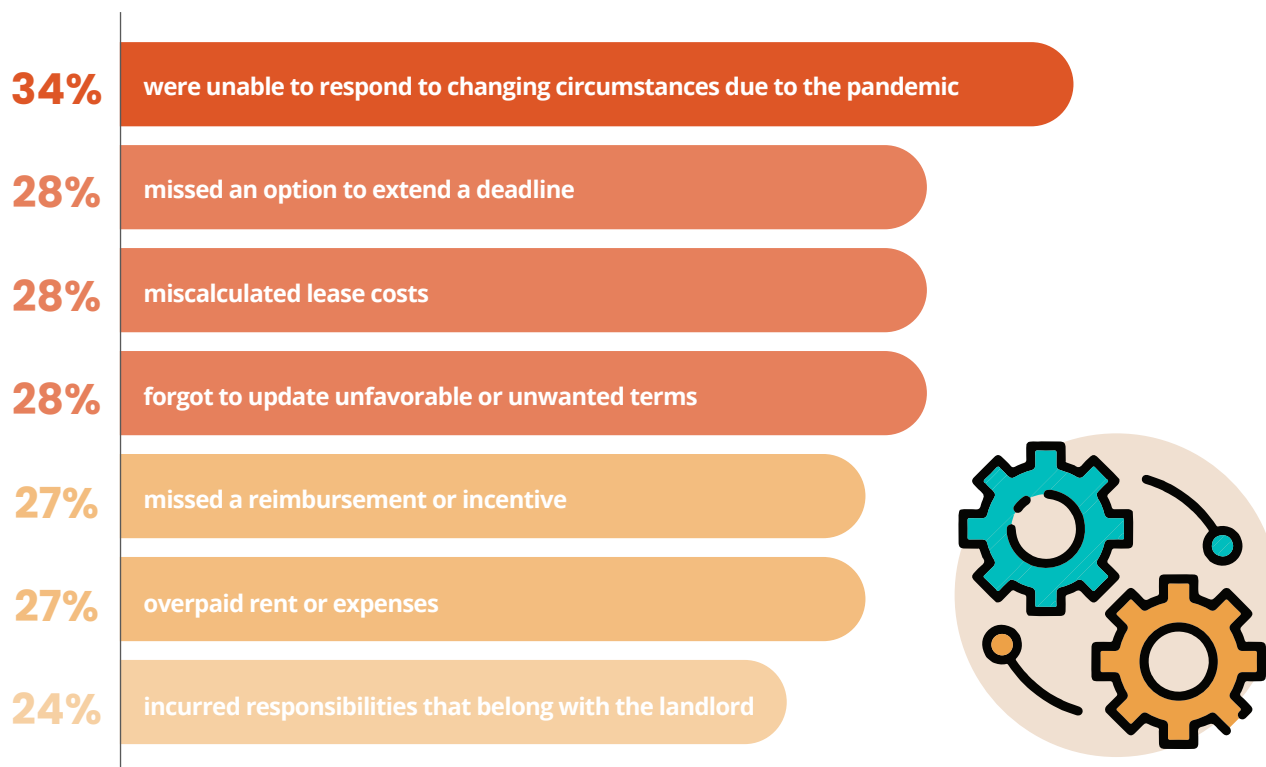 34% were unable to respond to changing circumstances due to the pandemic
28% missed an option to extend a deadline
28% miscalculated lease costs
28% forgot to update unfavorable or unwanted terms
27% missed a reimbursement or incentive
27% overpaid rent or expenses
24% incurred responsibilities that belong with the landlord